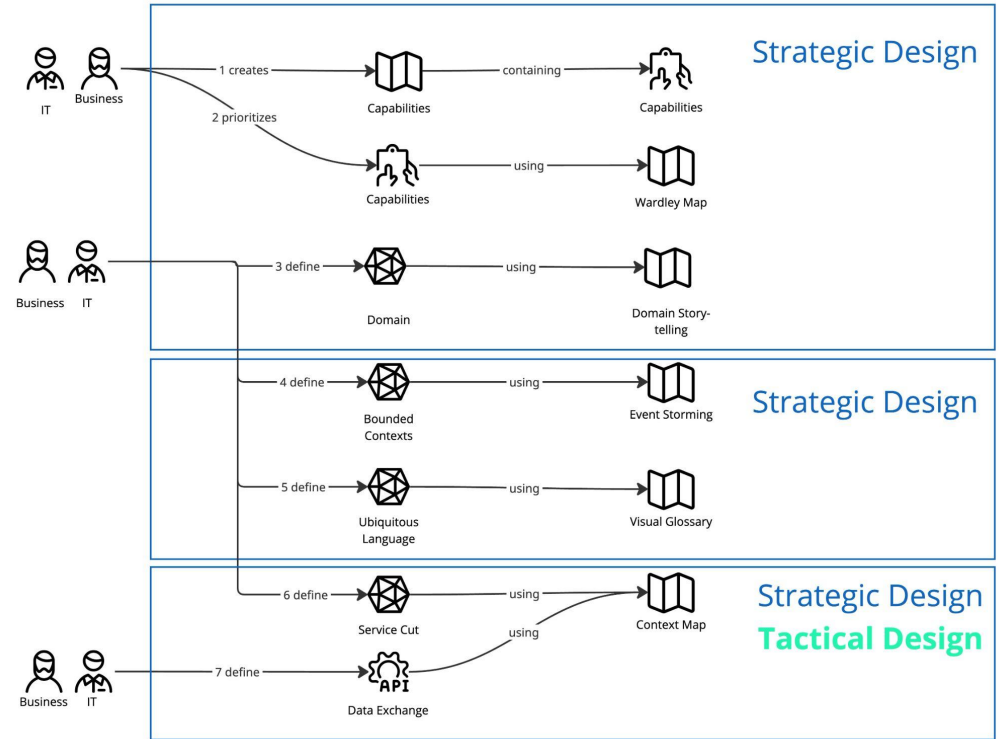 Strategic Design
IT
Business
1 creates
Capabilities
containing
Capabilities
2 prioritizes
Capabilities
using
Wardley Map
Business
IT
3 define
Domain
using
Domain Story-
telling
Strategic Design
4 define
Bounded
Contexts
using
Event Storming
5 define
Ubiquitous
Language
using
Visual Glossary
Strategic Design
Tactical Design
6 define
Service Cut
using
Context Map
using
Business
IT
7 define
API
Data Exchange